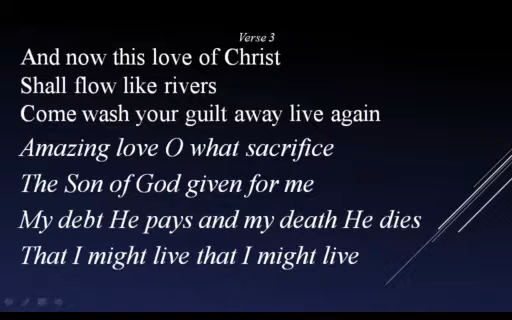 Verse 3
And now this love of Christ
Shall flow like rivers
Come wash your guilt away live again
Amazing love O what sacrifice
The Son of God given for me
My debt He pays and my death He dies
That I might live that I might live